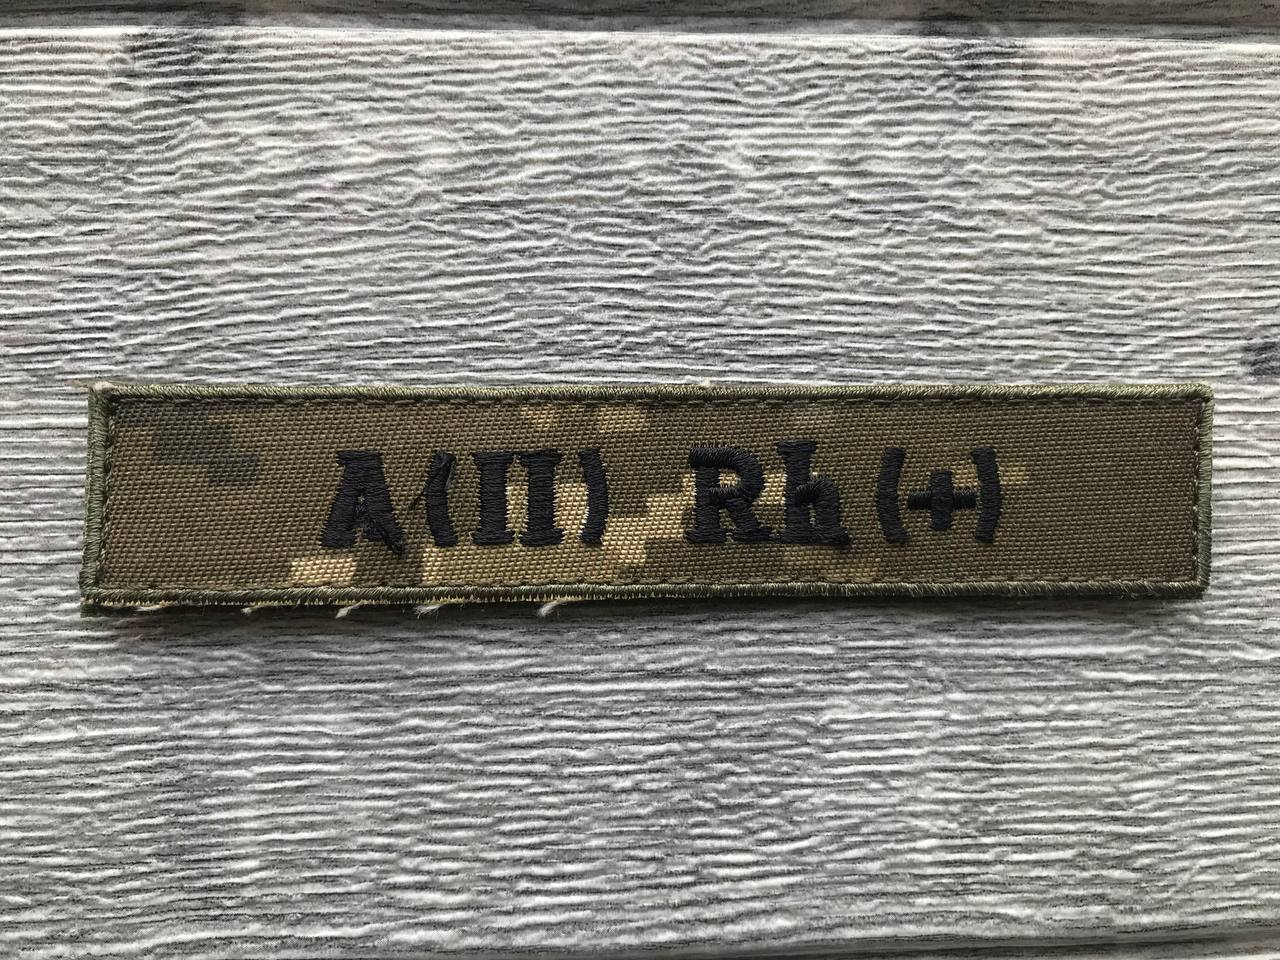 A(II) Rh (+)